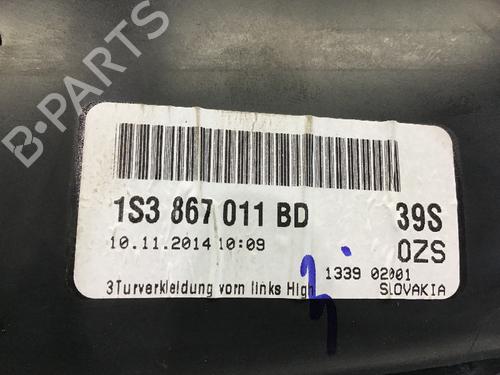 B-PARTS
1S3 867 011 BD 39S
10.11.2014 10:09 OZS
1339 02001
3Turverkleidung vorn links High SLOVAKIA